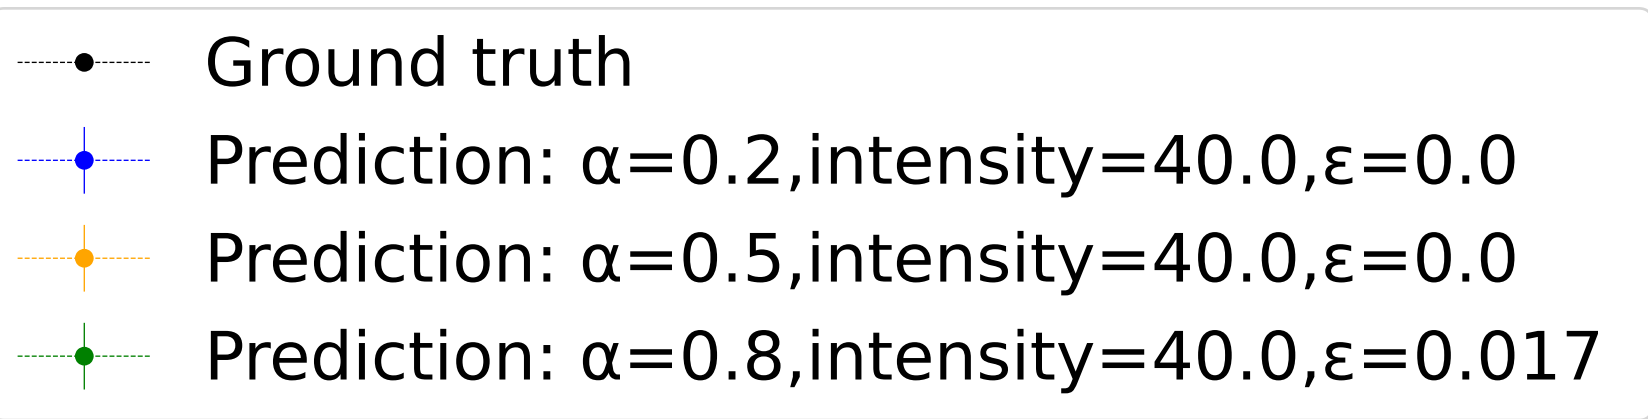 Ground truth
Prediction: α=0.2,intensity=40.0,ε=0.0
Prediction: α=0.5,intensity=40.0,ε=0.0
Prediction: α=0.8,intensity=40.0,ε=0.017